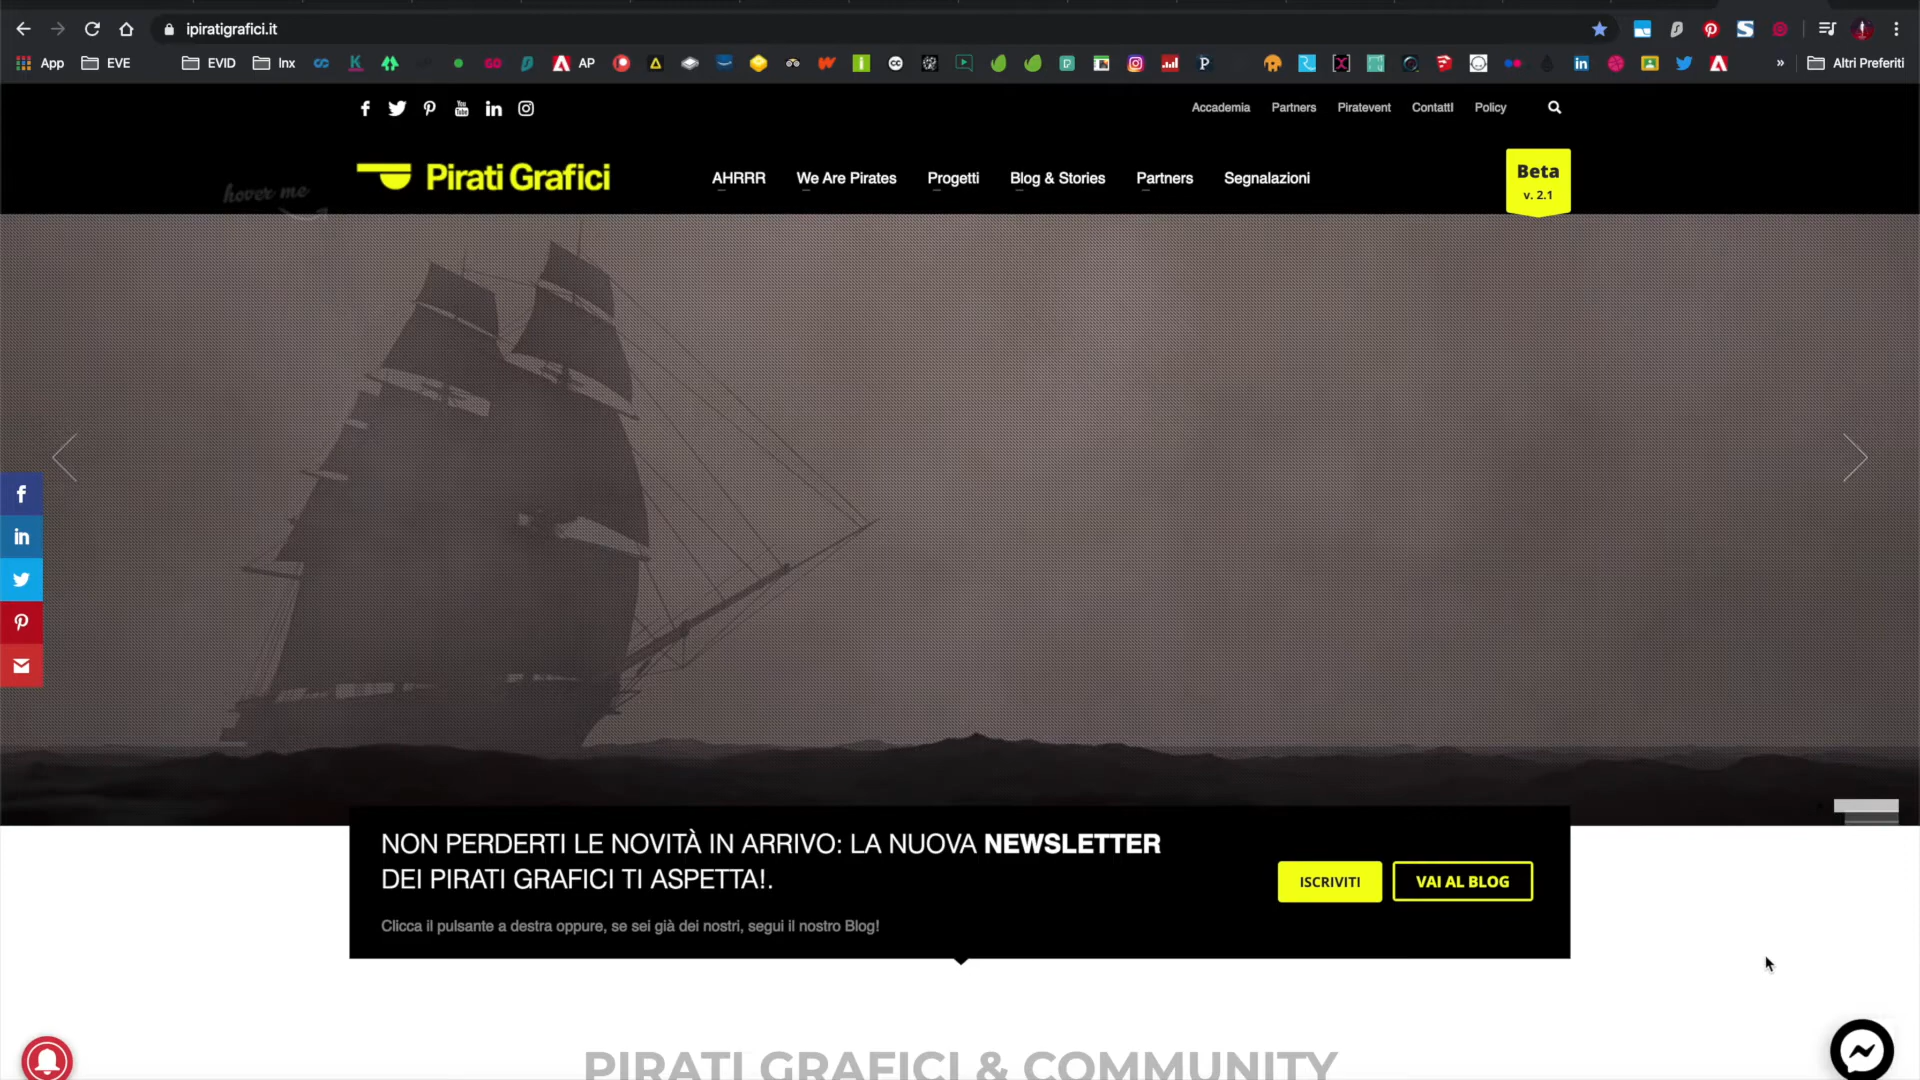 ipiratigrafici.it
App EVE EVID Inx AP Altri Preferiti
Accademia Partners Piratevent ContattI Policy
hover me
Pirati Grafici
AHRRR We Are Pirates Progetti Blog & Stories Partners Segnalazioni
Beta
v. 2.1
NON PERDERTI LE NOVITÀ IN ARRIVO: LA NUOVA NEWSLETTER
DEI PIRATI GRAFICI TI ASPETTA!.
ISCRIVITI VAI AL BLOG
Clicca il pulsante a destra oppure, se sei già dei nostri, segui il nostro Blog!
PIRATI GRAFICI & COMMUNITY